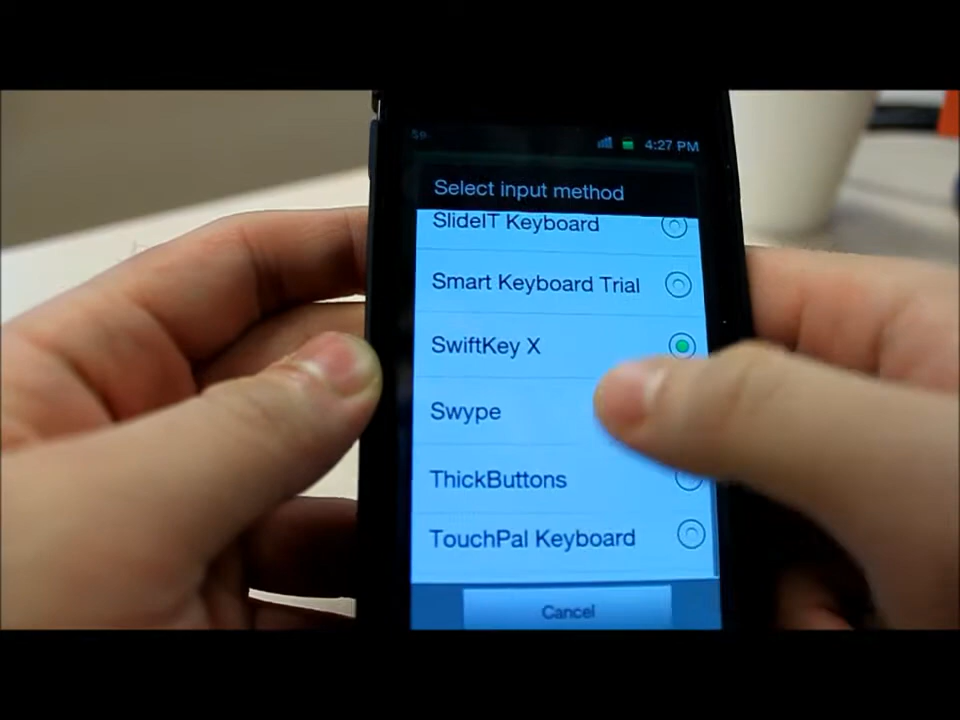 4:27 PM
Select input method
SlideIT Keyboard
Smart Keyboard Trial
SwiftKey X
Swype
ThickButtons
TouchPal Keyboard
Cancel